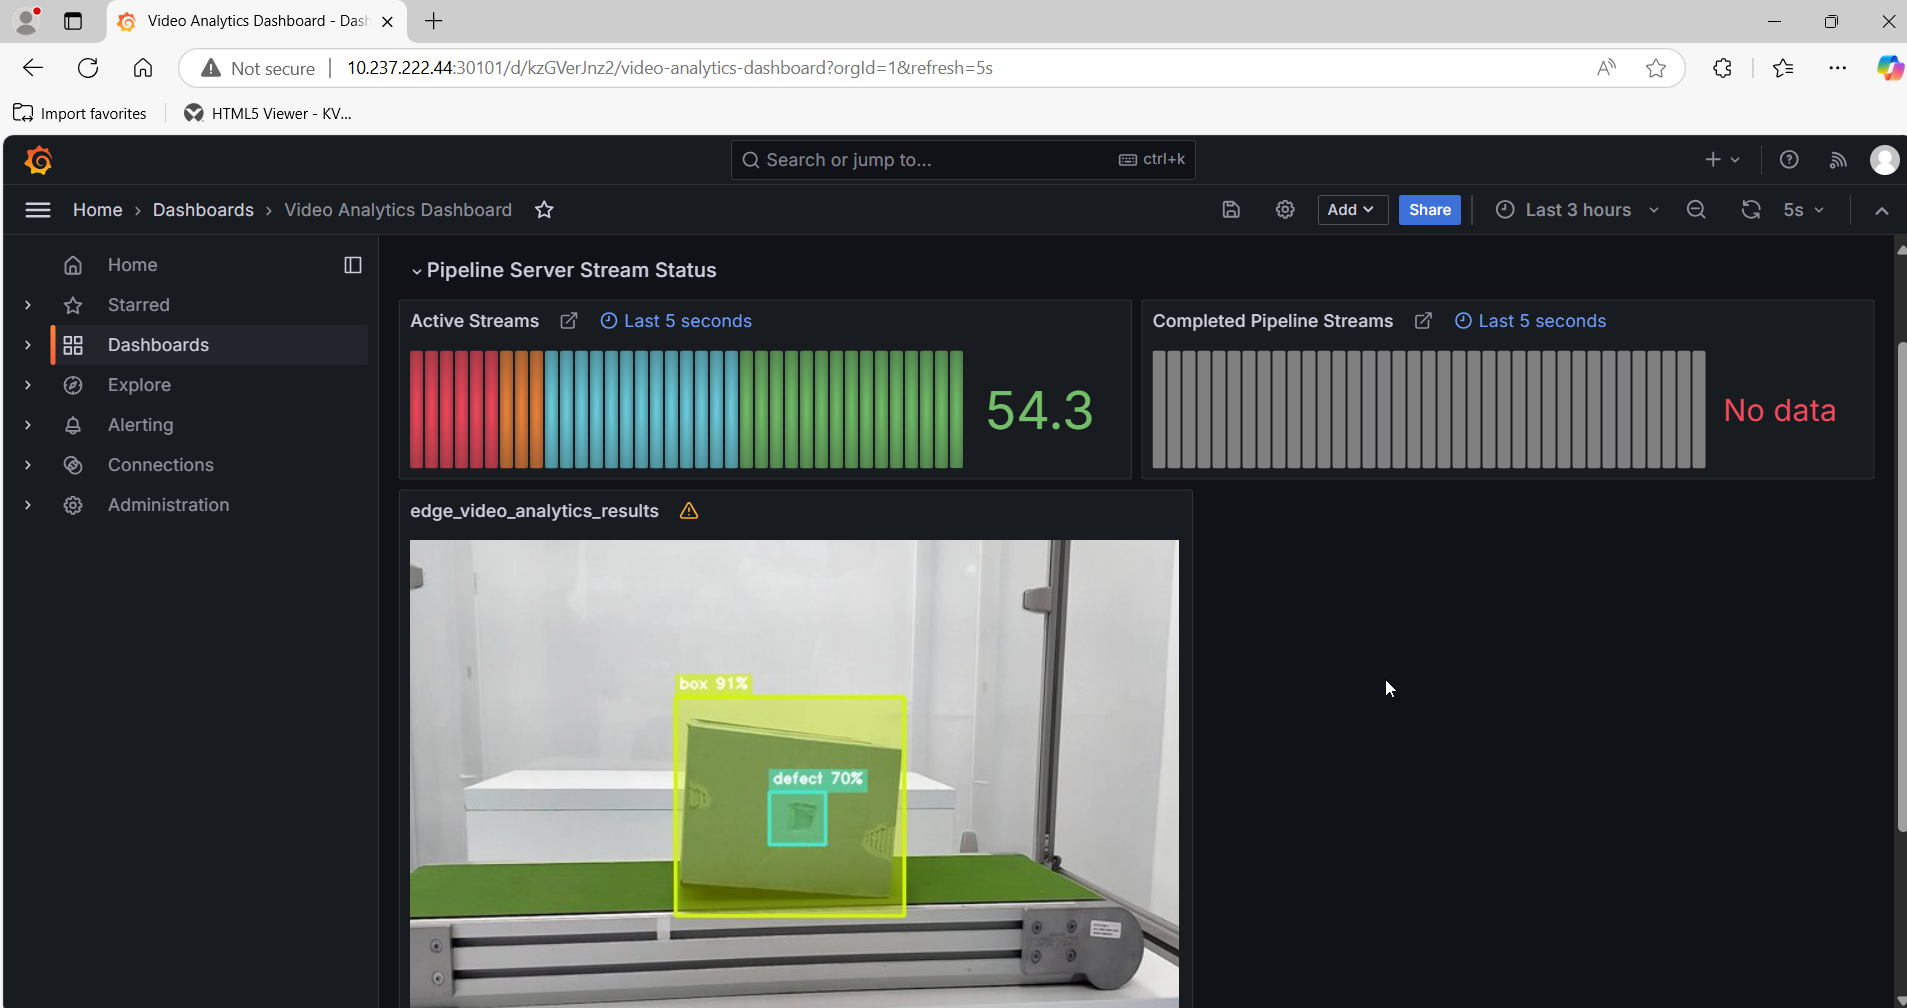 Video Analytics Dashboard - Dash
Not secure
10.237.222.44:30101/d/kzGVerJnz2/video-analytics-dashboard?orgId=1&refresh=5s
Import favorites
HTML5 Viewer - KV...
Search or jump to...
ctrl+k
Home > Dashboards > Video Analytics Dashboard
Add
Share
Last 3 hours
5s
Home
Starred
Dashboards
Explore
Alerting
Connections
Administration
Pipeline Server Stream Status
Active Streams
Last 5 seconds
54.3
Completed Pipeline Streams
Last 5 seconds
No data
edge_video_analytics_results
box 91%
defect 70%